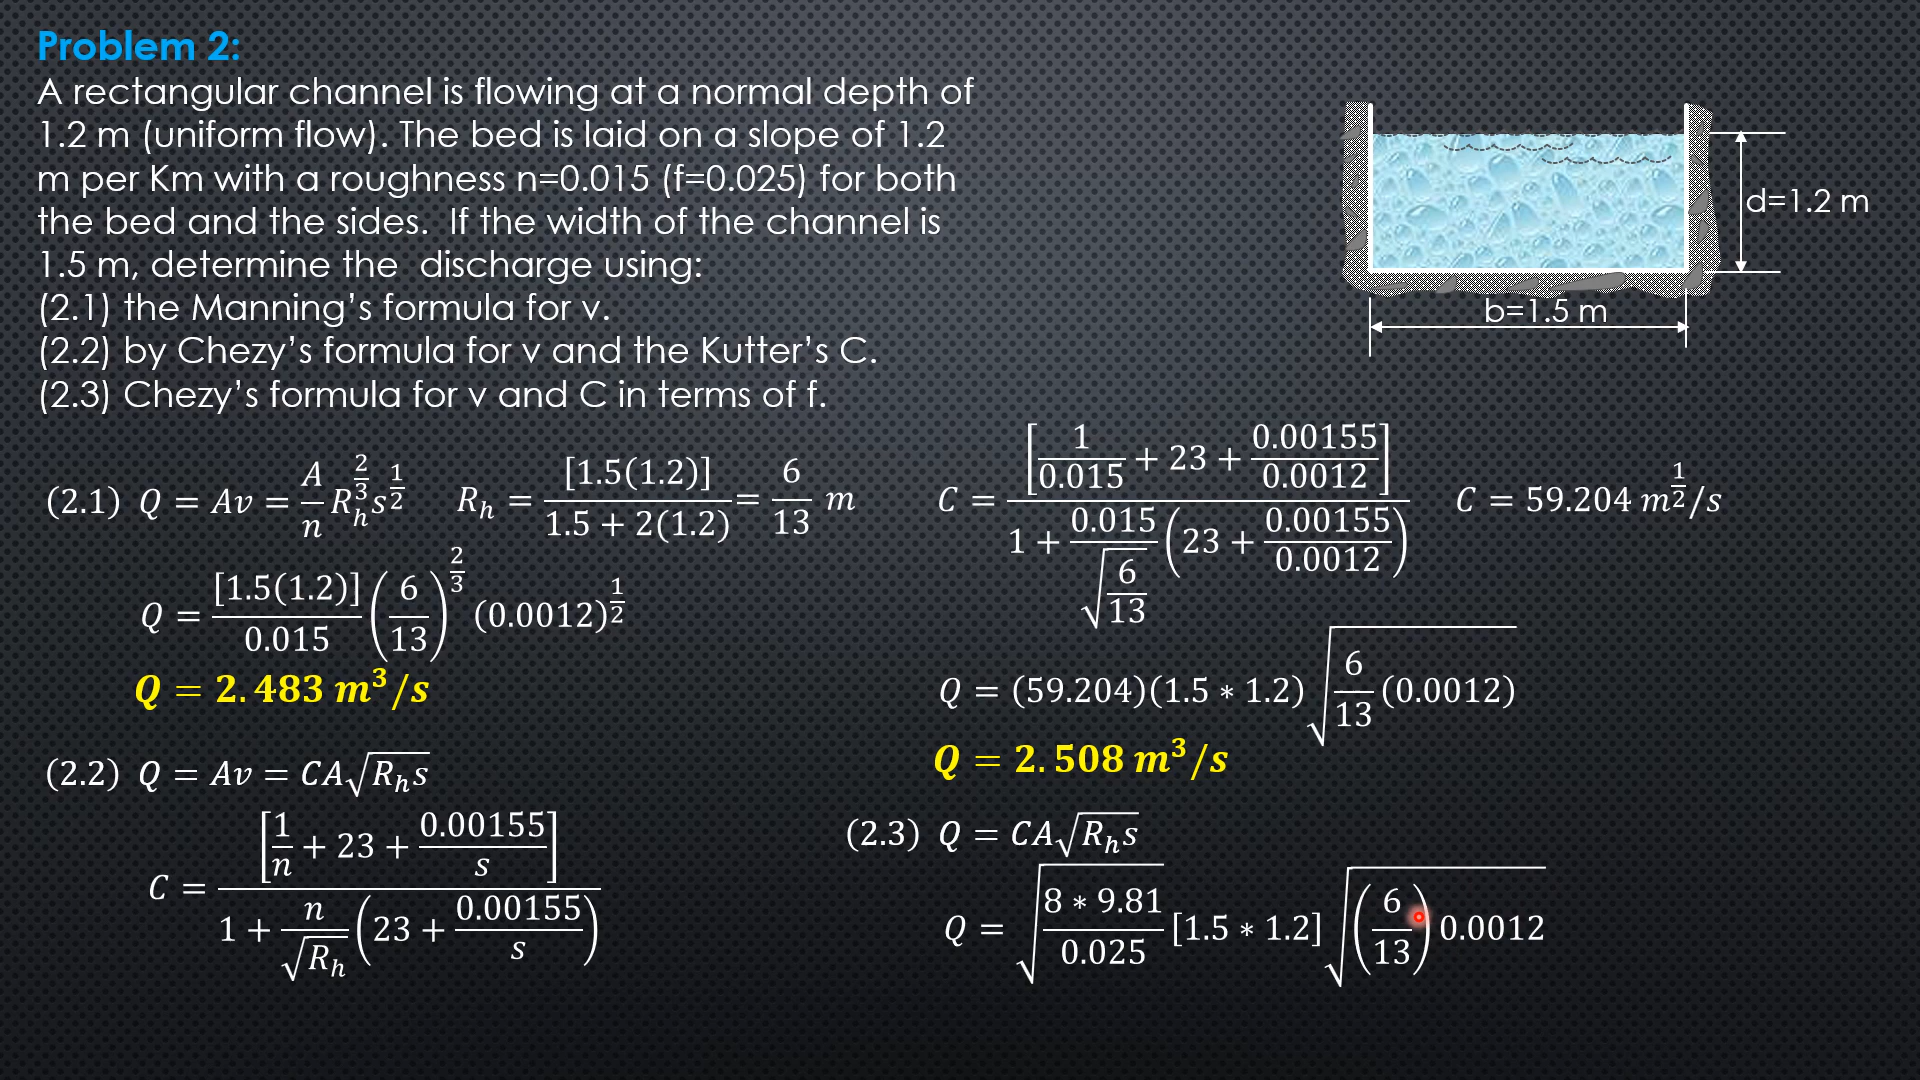 Problem 2:
A rectangular channel is flowing at a normal depth of
1.2 m (uniform flow). The bed is laid on a slope of 1.2
m per Km with a roughness n=0.015 (f=0.025) for both
the bed and the sides.  If the width of the channel is
1.5 m, determine the  discharge using:
(2.1) the Manning's formula for v.
(2.2) by Chezy's formula for v and the Kutter's C.
(2.3) Chezy's formula for v and C in terms of f.
d=1.2 m
b=1.5 m
(2.1) Q = Av = A/n R_h^(2/3) s^(1/2)    R_h = [1.5(1.2)] / (1.5 + 2(1.2)) = 6/13 m
Q = [1.5(1.2)]/0.015 (6/13)^(2/3) (0.0012)^(1/2)
Q = 2.483 m³/s
(2.2) Q = Av = CA√(R_h s)
C = [1/n + 23 + 0.00155/s] / (1 + n/√R_h (23 + 0.00155/s))
C = [1/0.015 + 23 + 0.00155/0.0012] / (1 + 0.015/√(6/13) (23 + 0.00155/0.0012))    C = 59.204 m^(1/2)/s
Q = (59.204)(1.5 ∗ 1.2)√(6/13 (0.0012))
Q = 2.508 m³/s
(2.3) Q = CA√(R_h s)
Q = √(8 ∗ 9.81/0.025) [1.5 ∗ 1.2] √((6/13) 0.0012)